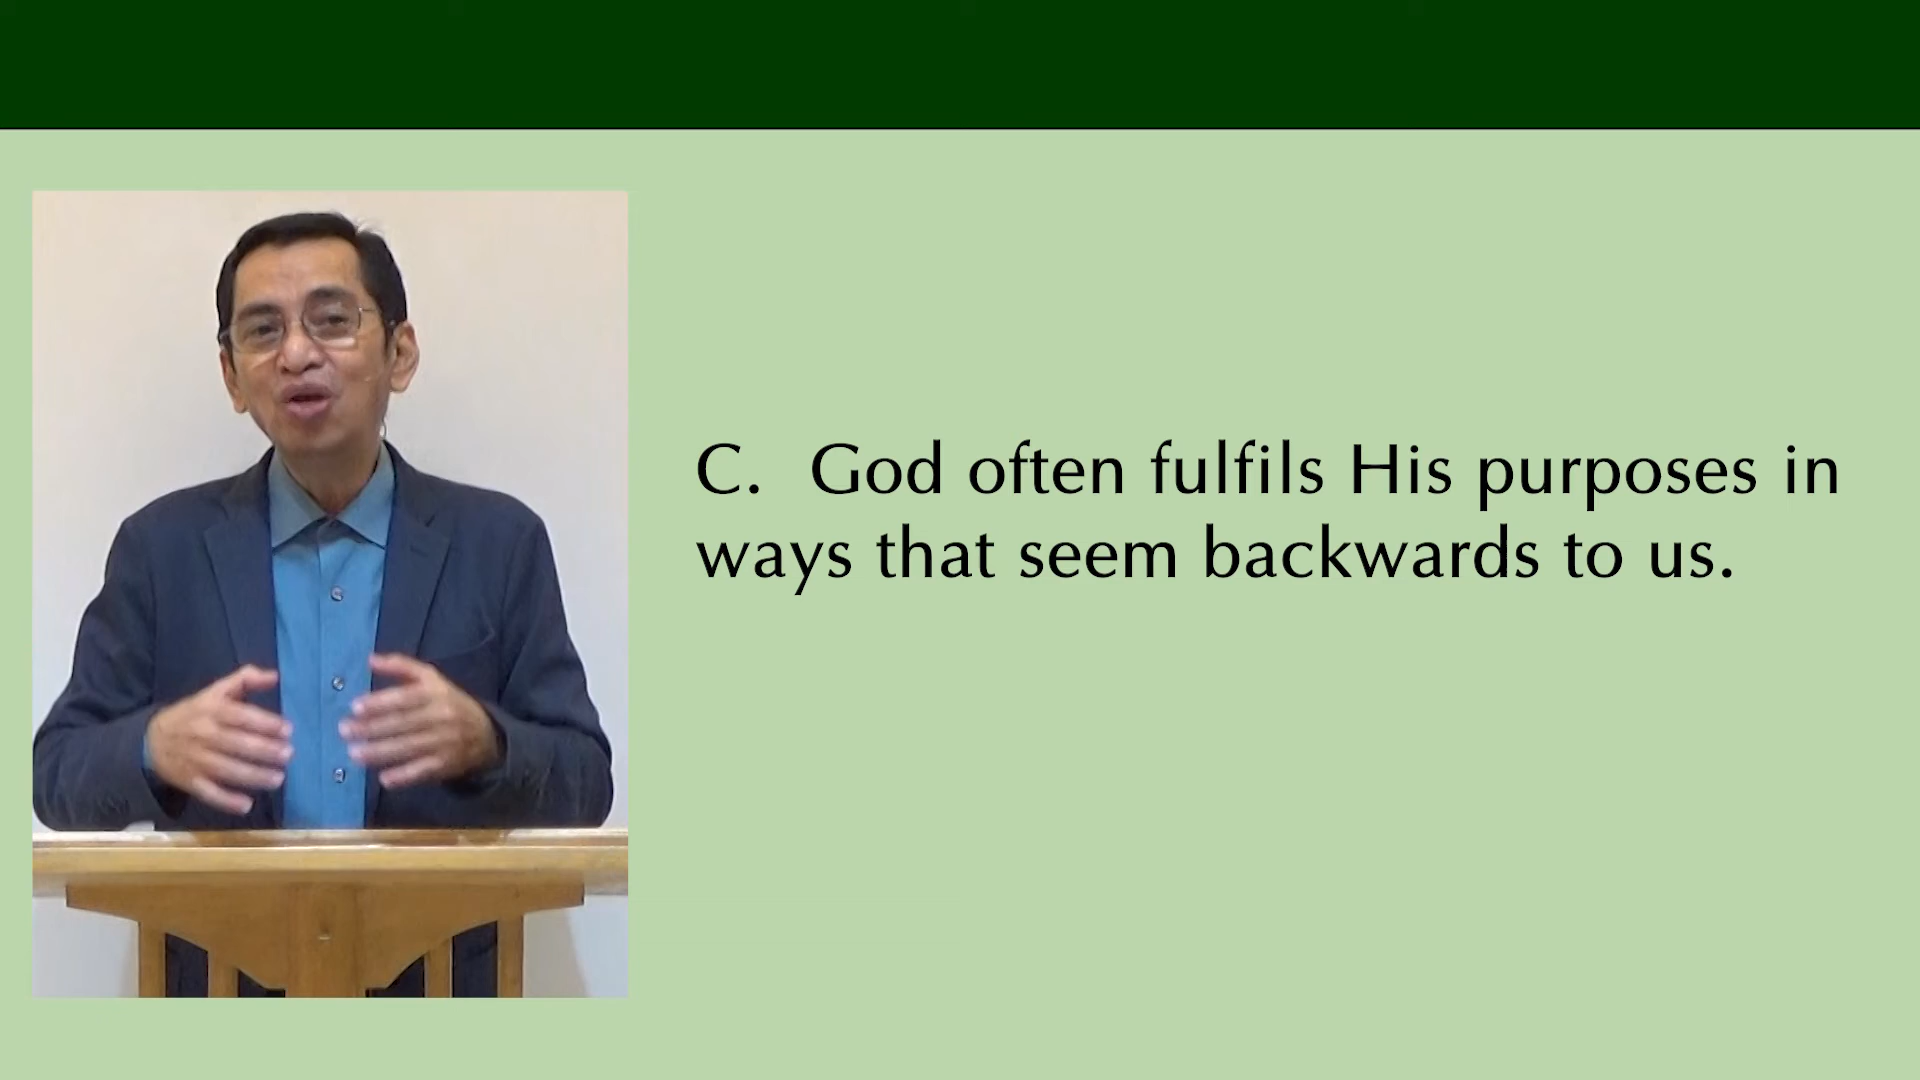 C. God often fulfils His purposes in
ways that seem backwards to us.